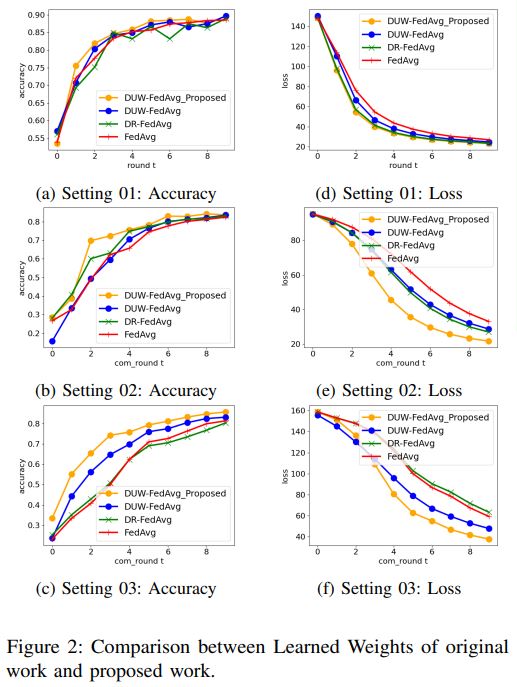 0.90
0.85
0.80
0.75
0.70
0.65
0.60
0.55
accuracy
DUW-FedAvg_Proposed
DUW-FedAvg
DR-FedAvg
FedAvg
0 2 4 6 8
round t
(a) Setting 01: Accuracy
140
120
100
80
60
40
20
loss
DUW-FedAvg_Proposed
DUW-FedAvg
DR-FedAvg
FedAvg
0 2 4 6 8
round t
(d) Setting 01: Loss
0.8
0.7
0.6
0.5
0.4
0.3
0.2
accuracy
DUW-FedAvg_Proposed
DUW-FedAvg
DR-FedAvg
FedAvg
0 2 4 6 8
com_round t
(b) Setting 02: Accuracy
80
60
40
20
loss
DUW-FedAvg_Proposed
DUW-FedAvg
DR-FedAvg
FedAvg
0 2 4 6 8
com_round t
(e) Setting 02: Loss
0.8
0.7
0.6
0.5
0.4
0.3
accuracy
DUW-FedAvg_Proposed
DUW-FedAvg
DR-FedAvg
FedAvg
0 2 4 6 8
com_round t
(c) Setting 03: Accuracy
160
140
120
100
80
60
40
loss
DUW-FedAvg_Proposed
DUW-FedAvg
DR-FedAvg
FedAvg
0 2 4 6 8
com_round t
(f) Setting 03: Loss
Figure 2: Comparison between Learned Weights of original
work and proposed work.